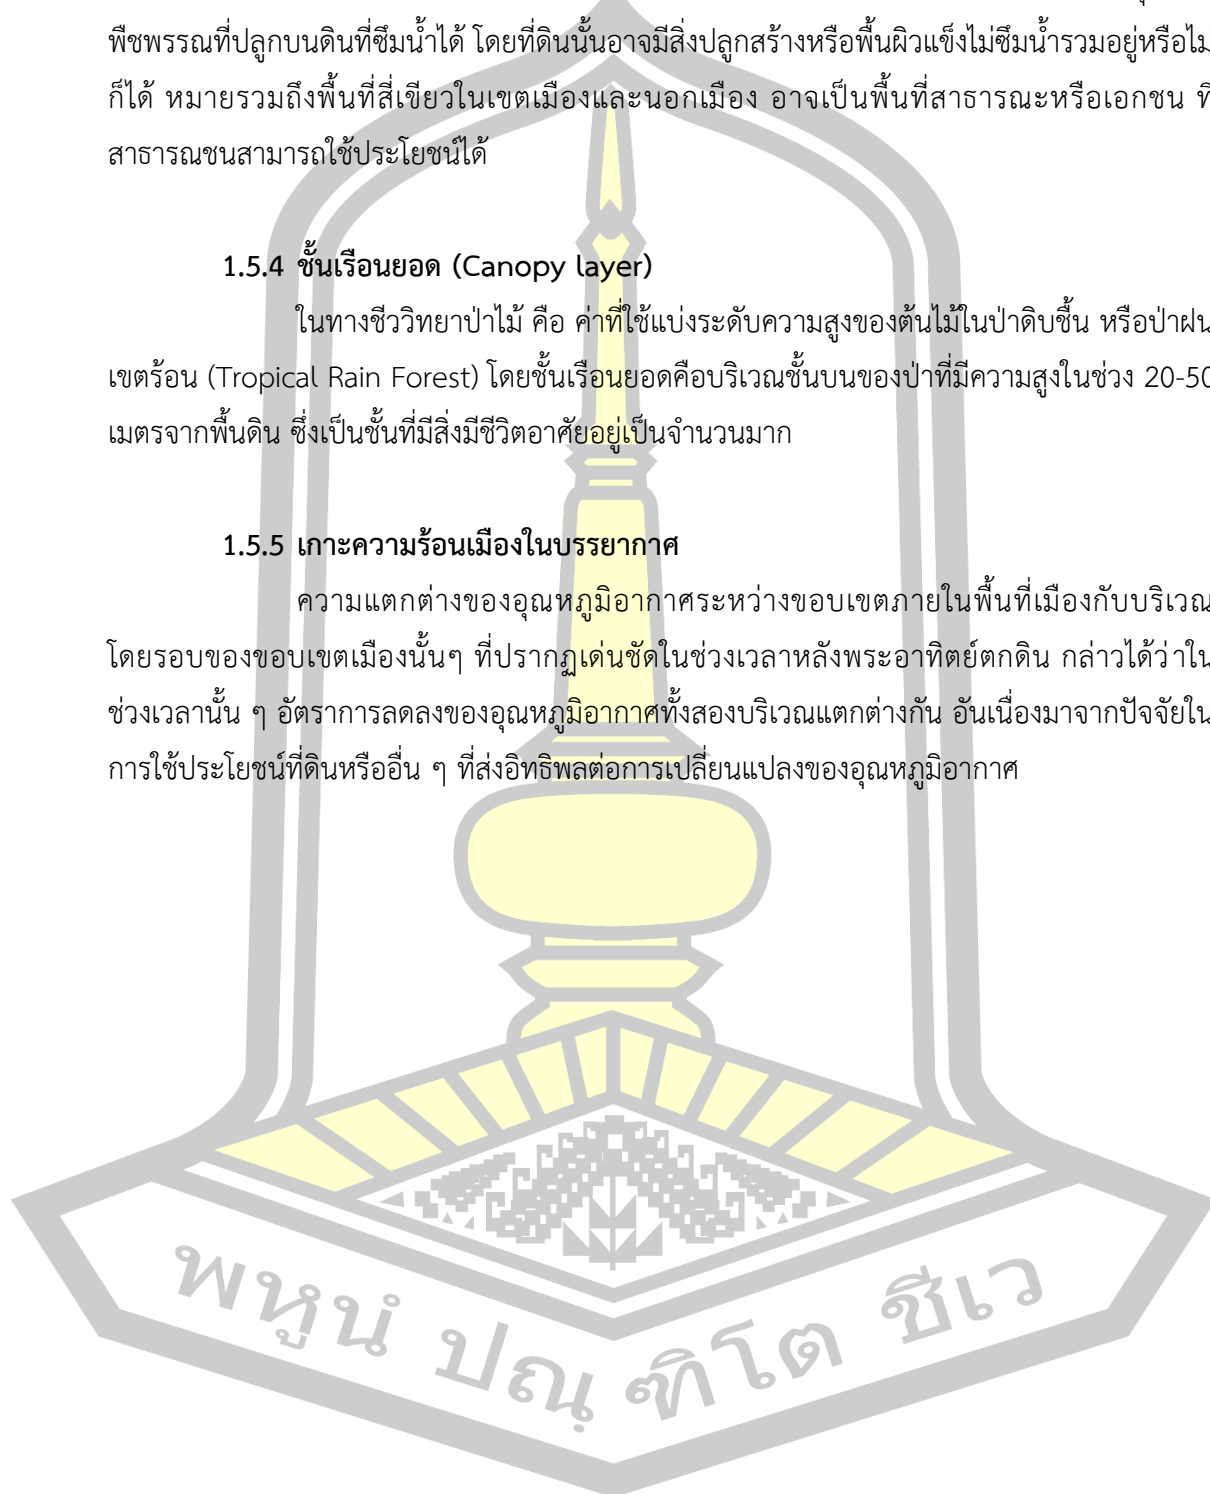 พืชพรรณที่ปลูกบนดินที่ซึมน้ำได้ โดยที่ดินนั้นอาจมีสิ่งปลูกสร้างหรือพื้นผิวแข็งไม่ซึมน้ำรวมอยู่หรือไม
ก็ได้ หมายรวมถึงพื้นที่สี่เขียวในเขตเมืองและนอกเมือง อาจเป็นพื้นที่สาธารณะหรือเอกชน ที
สาธารณชนสามารถใช้ประโยชน์ได้
1.5.4 ชั้นเรือนยอด (Canopy layer)
ในทางชีววิทยาป่าไม้ คือ ค่าที่ใช้แบ่งระดับความสูงของต้นไม้ในป่าดิบชื้น หรือป่าฝน
เขตร้อน (Tropical Rain Forest) โดยชั้นเรือนยอดคือบริเวณชั้นบนของป่าที่มีความสูงในช่วง 20-50
เมตรจากพื้นดิน ซึ่งเป็นชั้นที่มีสิ่งมีชีวิตอาศัยอยู่เป็นจำนวนมาก
1.5.5 เกาะความร้อนเมืองในบรรยากาศ
ความแตกต่างของอุณหภูมิอากาศระหว่างขอบเขตภายในพื้นที่เมืองกับบริเวณ
โดยรอบของขอบเขตเมืองนั้นๆ ที่ปรากฏเด่นชัดในช่วงเวลาหลังพระอาทิตย์ตกดิน กล่าวได้ว่าใน
ช่วงเวลานั้น ๆ อัตราการลดลงของอุณหภูมิอากาศทั้งสองบริเวณแตกต่างกัน อันเนื่องมาจากปัจจัยใน
การใช้ประโยชน์ที่ดินหรืออื่น ๆ ที่ส่งอิทธิพลต่อการเปลี่ยนแปลงของอุณหภูมิอากาศ
พหูนํ ปณฺ ฑิโต ชีเว